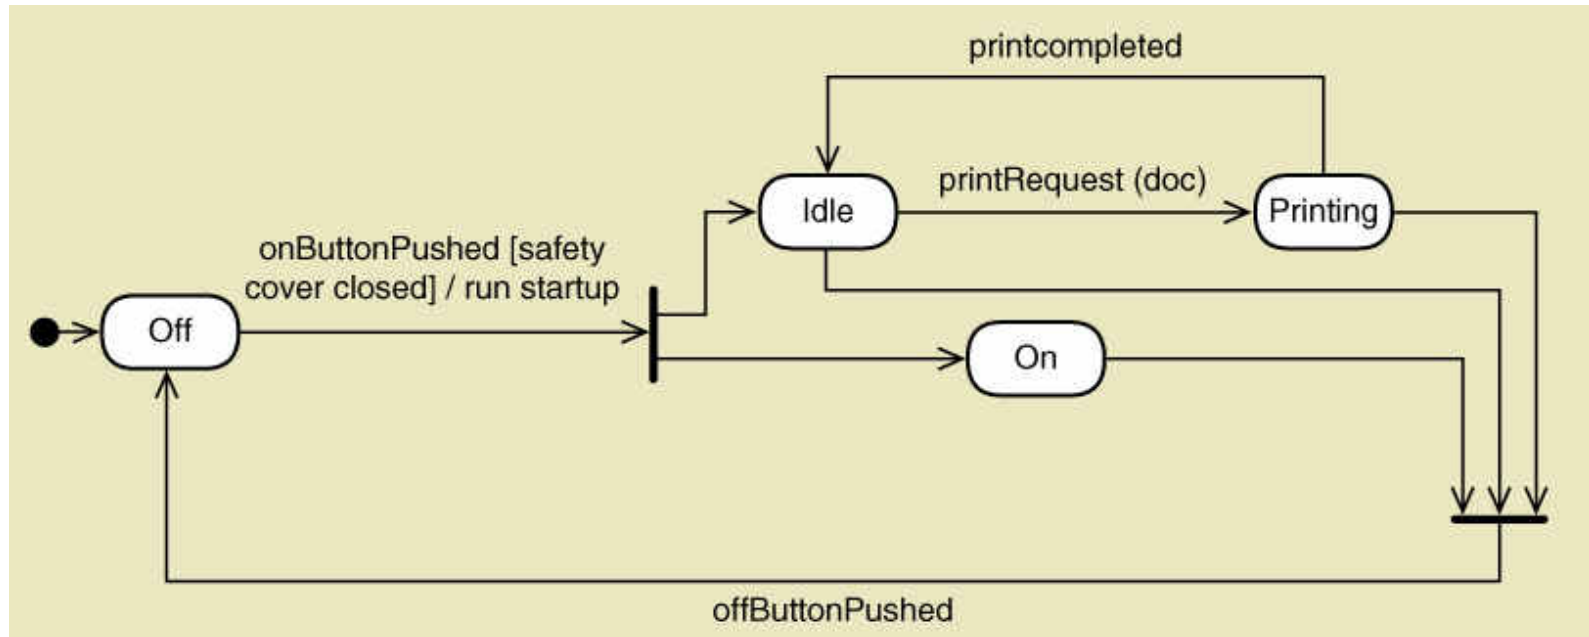 printcompleted
Idle
printRequest (doc)
Printing
onButtonPushed [safety
cover closed] / run startup
Off
On
offButtonPushed